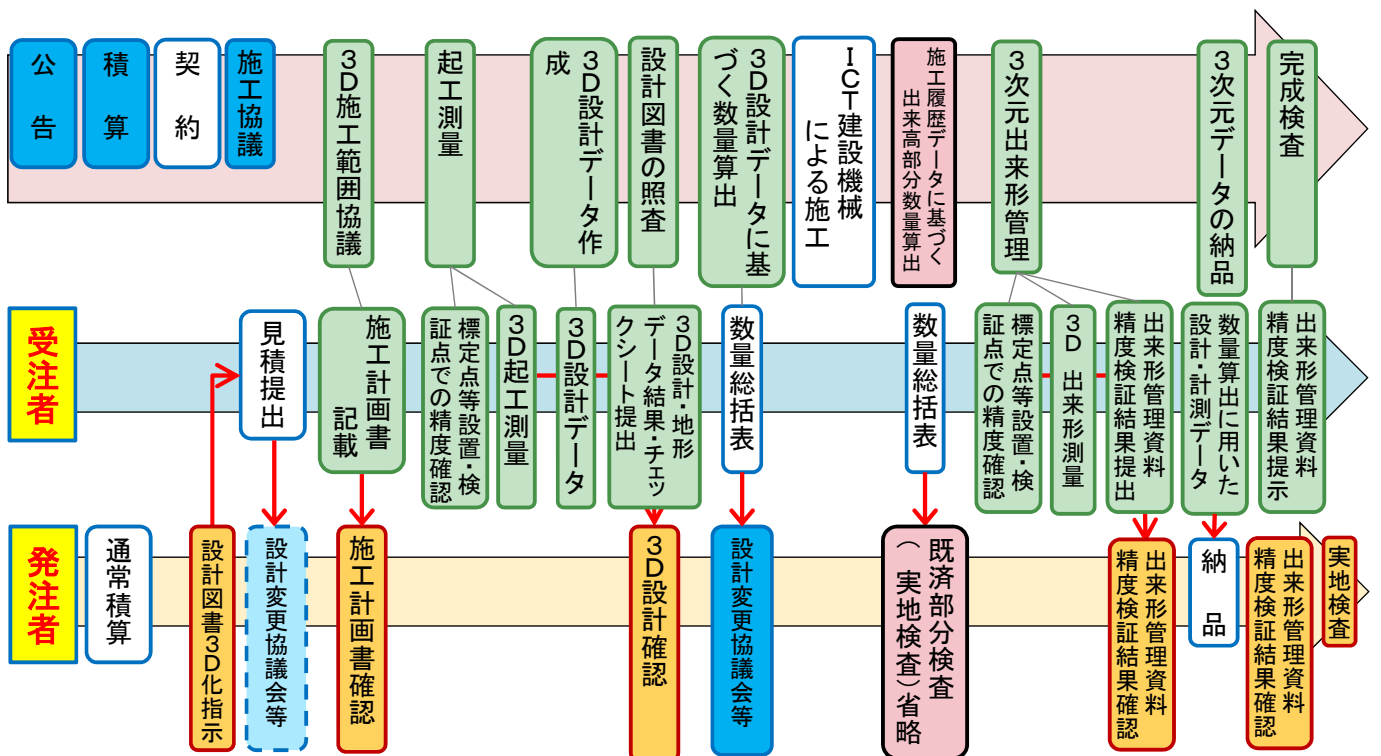 公告
積算
契約
施工協議
3D施工範囲協議
起工測量
3D設計データ作
成
設計図書の照査
3D設計データに基
づく数量算出
ICT建設機械
による施工
施工履歴データに基づく
出来高部分数量算出
3次元出来形管理
3次元データの納品
完成検査
受注者
見積提出
施工計画書
記載
標定点等設置・検
証点での精度確認
3D起工測量
3D設計データ
3D設計・地形
データ結果・チェッ
クシート提出
数量総括表
数量総括表
標定点等設置・検
証点での精度確認
3D 出来形測量
出来形管理資料
精度検証結果提出
数量算出に用いた
設計・計測データ
出来形管理資料
精度検証結果提示
発注者
通常積算
設計図書3D化指示
設計変更協議会等
施工計画書確認
3D設計確認
設計変更協議会等
既済部分検査
（実地検査）省略
出来形管理資料
精度検証結果確認
納品
出来形管理資料
精度検証結果確認
実地検査